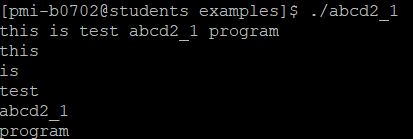 [pmi-b0702@students examples]$ ./abcd2_1
this is test abcd2_1 program
this
is
test
abcd2_1
program